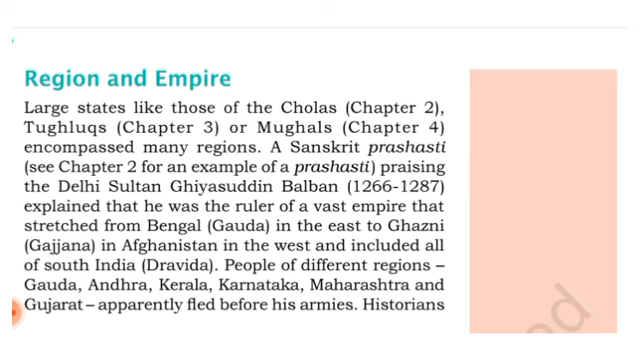 Region and Empire
Large states like those of the Cholas (Chapter 2),
Tughluqs (Chapter 3) or Mughals (Chapter 4)
encompassed many regions. A Sanskrit prashasti
(see Chapter 2 for an example of a prashasti) praising
the Delhi Sultan Ghiyasuddin Balban (1266-1287)
explained that he was the ruler of a vast empire that
stretched from Bengal (Gauda) in the east to Ghazni
(Gajjana) in Afghanistan in the west and included all
of south India (Dravida). People of different regions –
Gauda, Andhra, Kerala, Karnataka, Maharashtra and
Gujarat – apparently fled before his armies. Historians